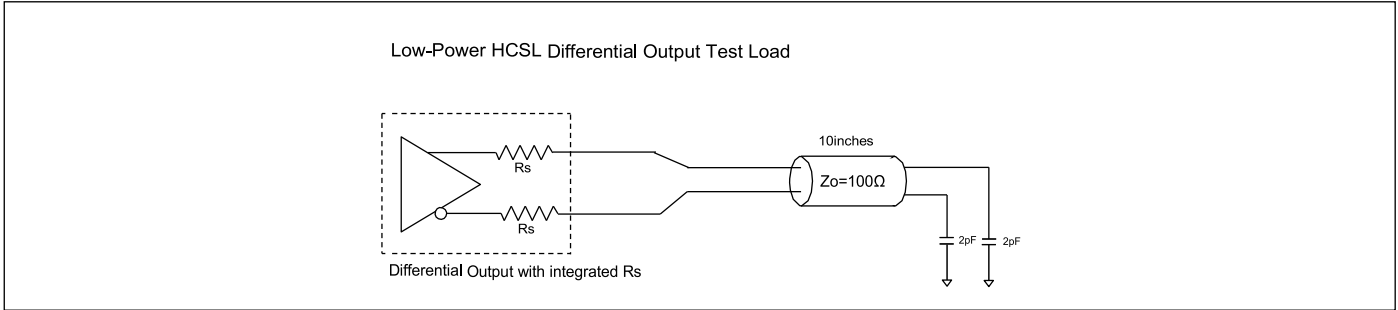 Low-Power HCSL Differential Output Test Load
10inches
Rs
Zo=100Ω
Rs
2pF
2pF
Differential Output with integrated Rs